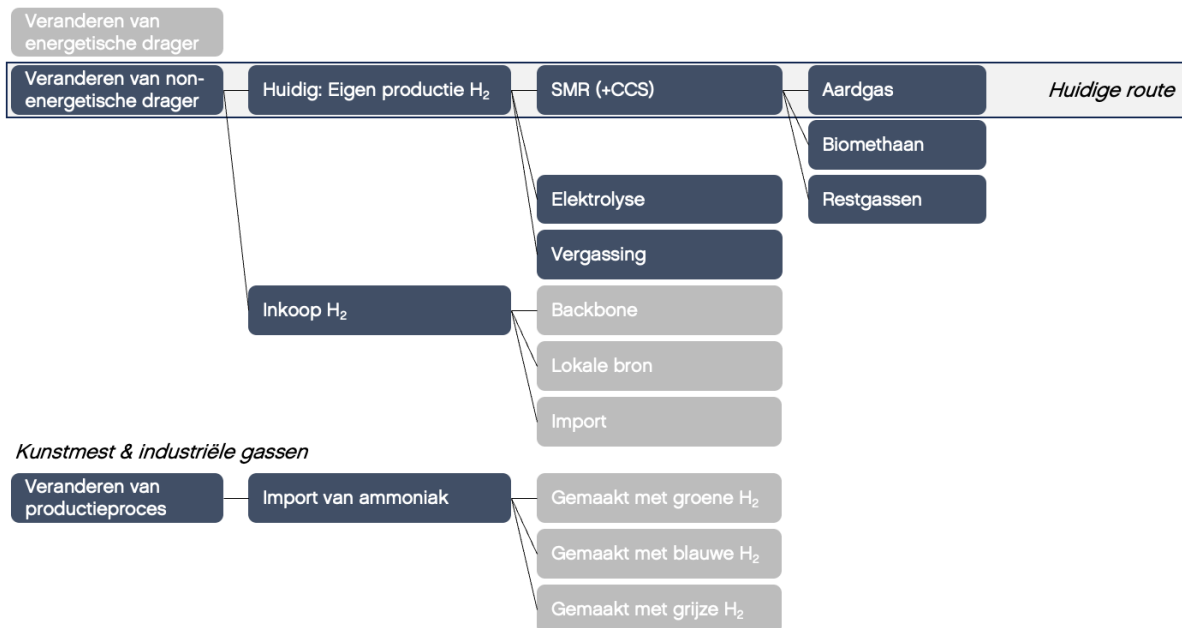 Veranderen van
energetische drager
Veranderen van non-
energetische drager
Huidig: Eigen productie H₂
SMR (+CCS)
Aardgas
Huidige route
Biomethaan
Elektrolyse
Restgassen
Vergassing
Inkoop H₂
Backbone
Lokale bron
Import
Kunstmest & industriële gassen
Veranderen van
productieproces
Import van ammoniak
Gemaakt met groene H₂
Gemaakt met blauwe H₂
Gemaakt met grijze H₂